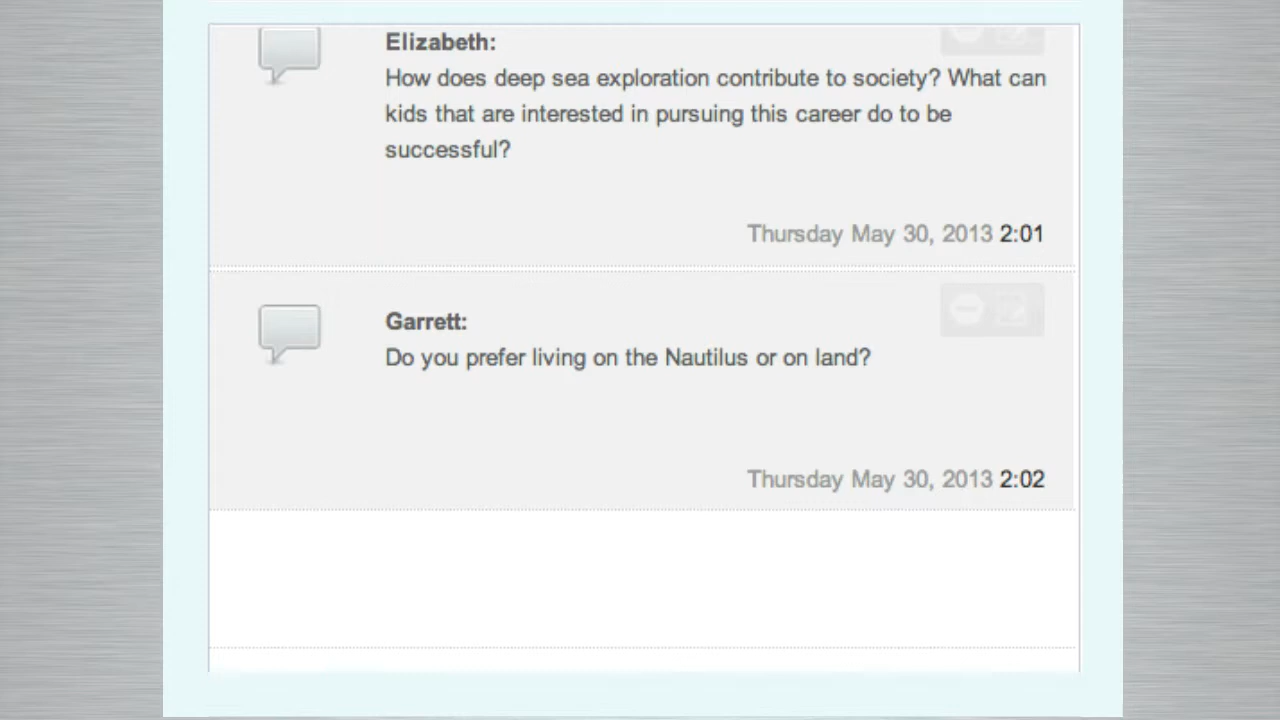 Elizabeth:
How does deep sea exploration contribute to society? What can
kids that are interested in pursuing this career do to be
successful?
Thursday May 30, 2013 2:01
Garrett:
Do you prefer living on the Nautilus or on land?
Thursday May 30, 2013 2:02